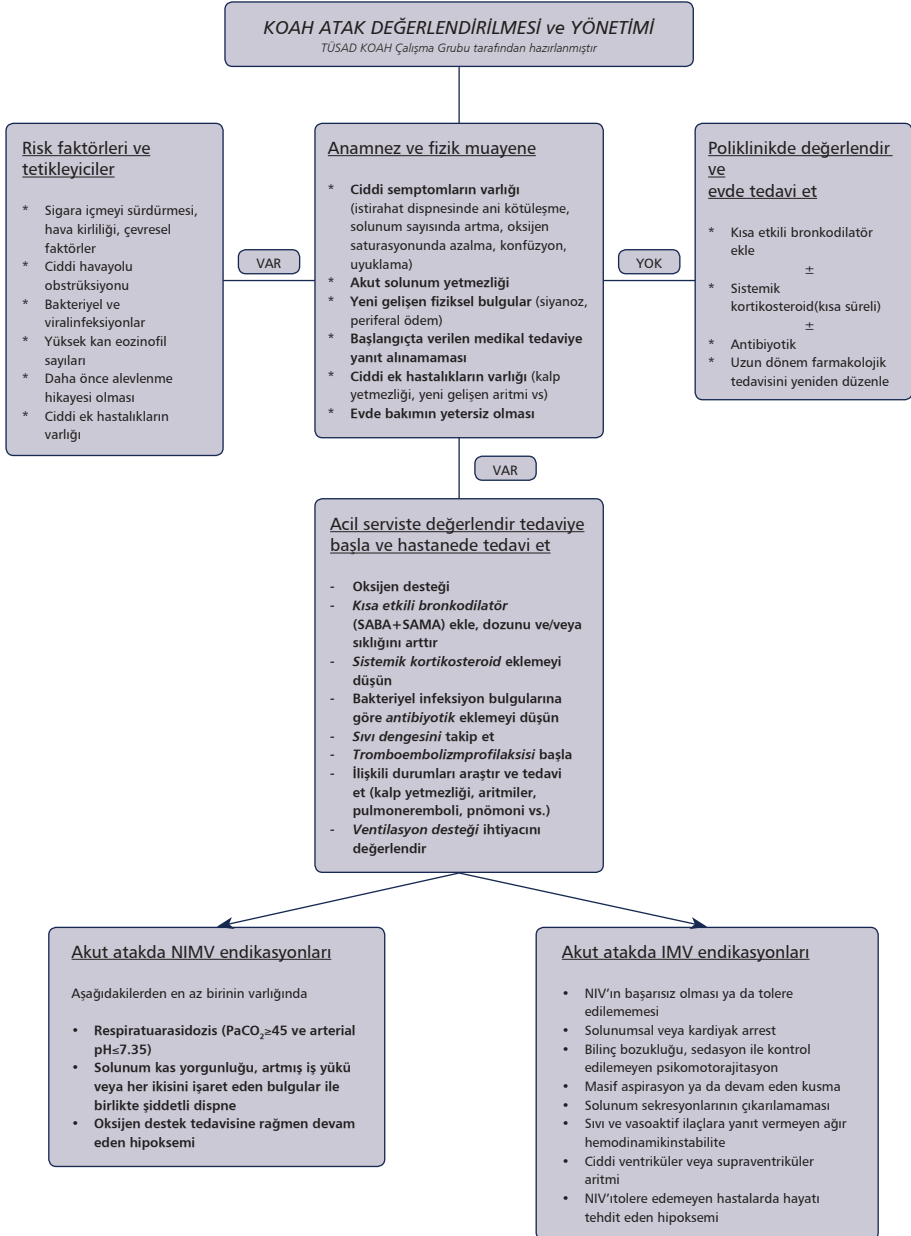 KOAH ATAK DEĞERLENDİRİLMESİ ve YÖNETİMİ
TÜSAD KOAH Çalışma Grubu tarafından hazırlanmıştır
Risk faktörleri ve
tetikleyiciler
* Sigara içmeyi sürdürmesi,
hava kirliliği, çevresel
faktörler
* Ciddi havayolu
obstrüksiyonu
* Bakteriyel ve
viralinfeksiyonlar
* Yüksek kan eozinofil
sayıları
* Daha önce alevlenme
hikayesi olması
* Ciddi ek hastalıkların
varlığı
VAR
Anamnez ve fizik muayene
* Ciddi semptomların varlığı
(istirahat dispnesinde ani kötüleşme,
solunum sayısında artma, oksijen
saturasyonunda azalma, konfüzyon,
uyuklama)
* Akut solunum yetmezliği
* Yeni gelişen fiziksel bulgular (siyanoz,
periferal ödem)
* Başlangıçta verilen medikal tedaviye
yanıt alınamaması
* Ciddi ek hastalıkların varlığı (kalp
yetmezliği, yeni gelişen aritmi vs)
* Evde bakımın yetersiz olması
YOK
Poliklinikde değerlendir
ve
evde tedavi et
* Kısa etkili bronkodilatör
ekle
±
* Sistemik
kortikosteroid(kısa süreli)
±
* Antibiyotik
* Uzun dönem farmakolojik
tedavisini yeniden düzenle
VAR
Acil serviste değerlendir tedaviye
başla ve hastanede tedavi et
- Oksijen desteği
- Kısa etkili bronkodilatör
(SABA+SAMA) ekle, dozunu ve/veya
sıklığını arttır
- Sistemik kortikosteroid eklemeyi
düşün
- Bakteriyel infeksiyon bulgularına
göre antibiyotik eklemeyi düşün
- Sıvı dengesini takip et
- Tromboembolizmprofilaksisi başla
- İlişkili durumları araştır ve tedavi
et (kalp yetmezliği, aritmiler,
pulmoneremboli, pnömoni vs.)
- Ventilasyon desteği ihtiyacını
değerlendir
Akut atakda NIMV endikasyonları
Aşağıdakilerden en az birinin varlığında
• Respiratuarasidozis (PaCO₂≥45 ve arterial
pH≤7.35)
• Solunum kas yorgunluğu, artmış iş yükü
veya her ikisini işaret eden bulgular ile
birlikte şiddetli dispne
• Oksijen destek tedavisine rağmen devam
eden hipoksemi
Akut atakda IMV endikasyonları
• NIV'ın başarısız olması ya da tolere
edilememesi
• Solunumsal veya kardiyak arrest
• Bilinç bozukluğu, sedasyon ile kontrol
edilemeyen psikomotorajitasyon
• Masif aspirasyon ya da devam eden kusma
• Solunum sekresyonlarının çıkarılamaması
• Sıvı ve vasoaktif ilaçlara yanıt vermeyen ağır
hemodinamikinstabilite
• Ciddi ventriküler veya supraventriküler
aritmi
• NIV'ıtolere edemeyen hastalarda hayatı
tehdit eden hipoksemi